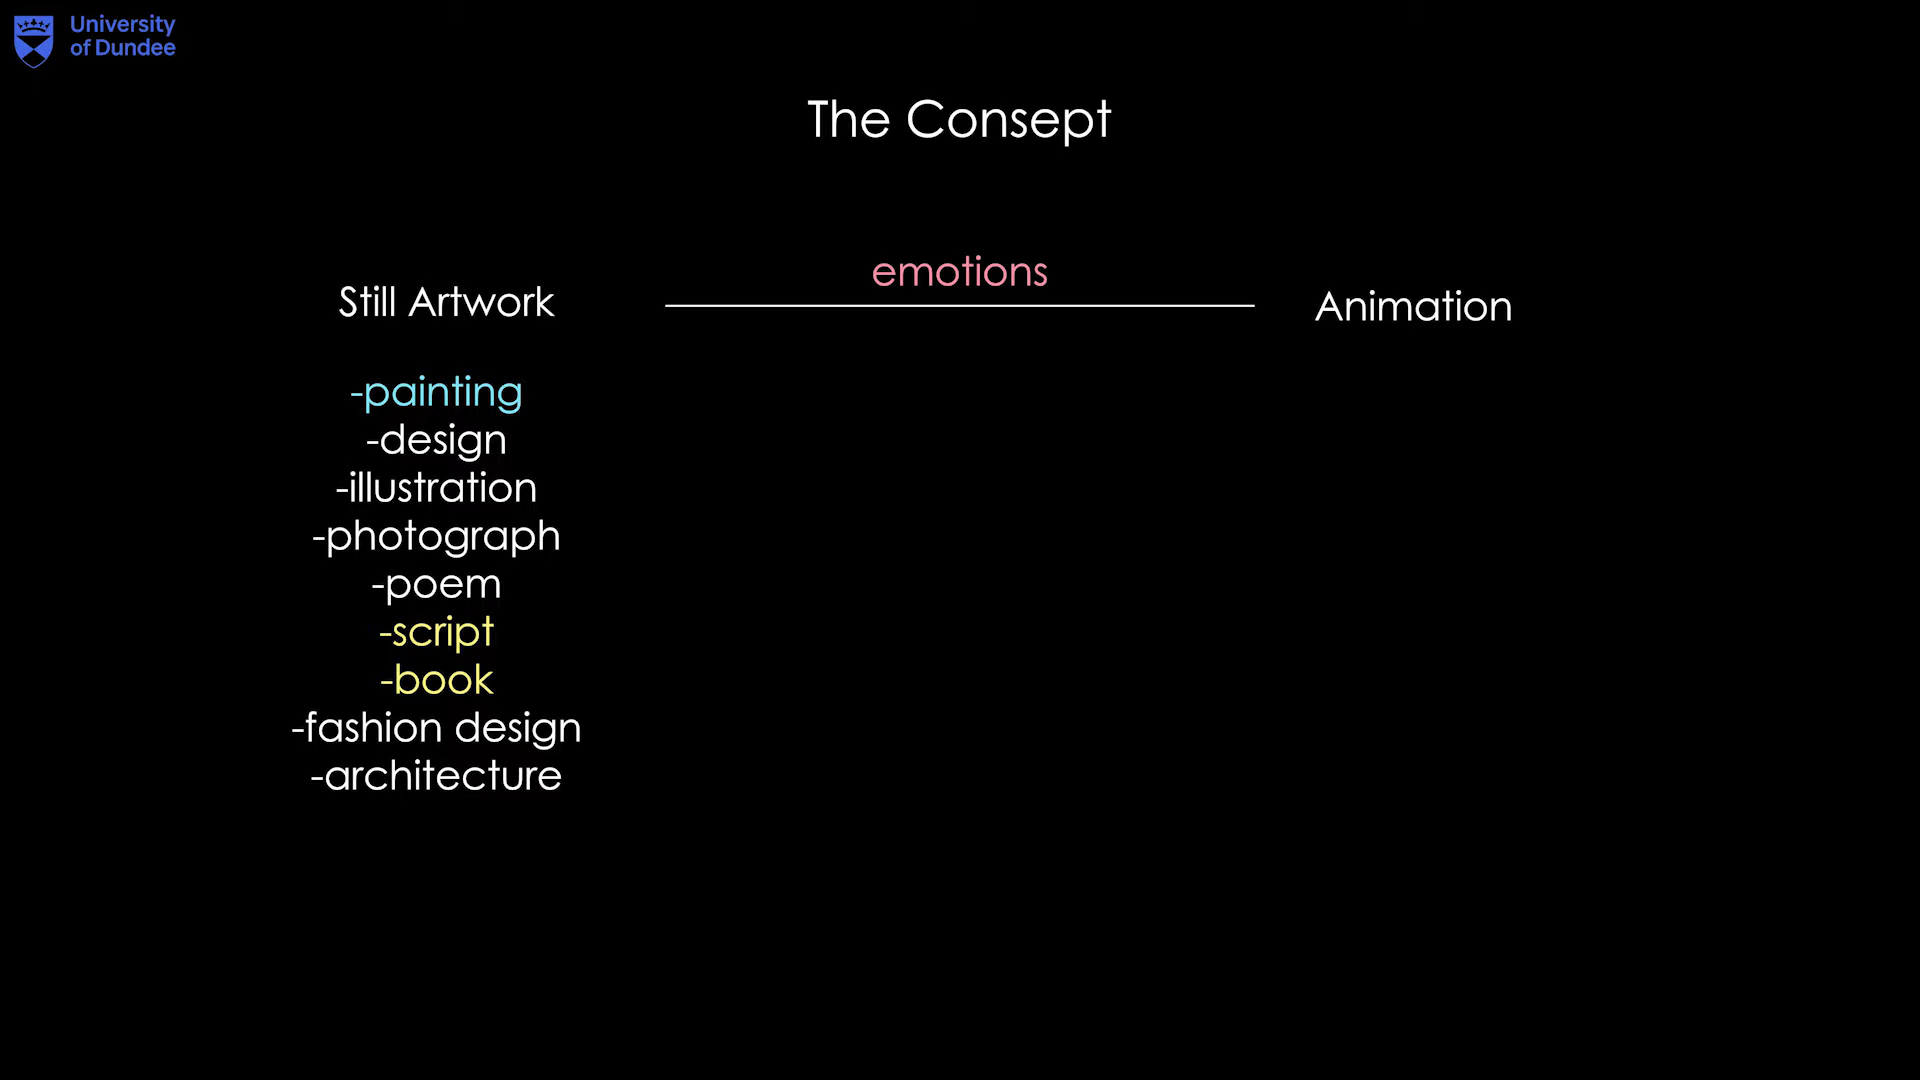 University
of Dundee
The Consept
emotions
Still Artwork
Animation
-painting
-design
-illustration
-photograph
-poem
-script
-book
-fashion design
-architecture